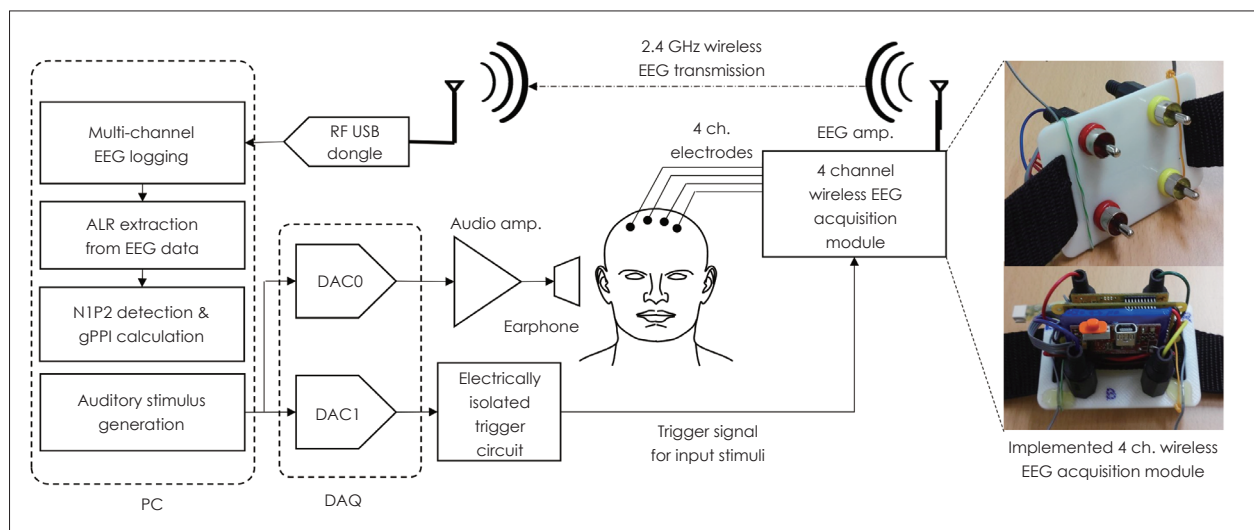 2.4 GHz wireless
EEG transmission
Multi-channel
EEG logging
RF USB
dongle
4 ch.
electrodes
EEG amp.
4 channel
wireless EEG
acquisition
module
ALR extraction
from EEG data
Audio amp.
DAC0
N1P2 detection &
gPPI calculation
Earphone
Auditory stimulus
generation
DAC1
Electrically
isolated
trigger
circuit
Trigger signal
for input stimuli
Implemented 4 ch. wireless
EEG acquisition module
PC
DAQ